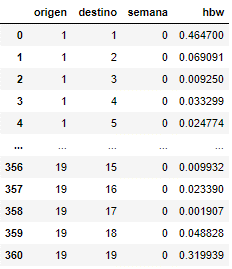 origen destino semana hbw
0 1 1 0 0.464700
1 1 2 0 0.069091
2 1 3 0 0.009250
3 1 4 0 0.033299
4 1 5 0 0.024774
... ... ... ... ...
356 19 15 0 0.009932
357 19 16 0 0.023390
358 19 17 0 0.001907
359 19 18 0 0.048828
360 19 19 0 0.319939